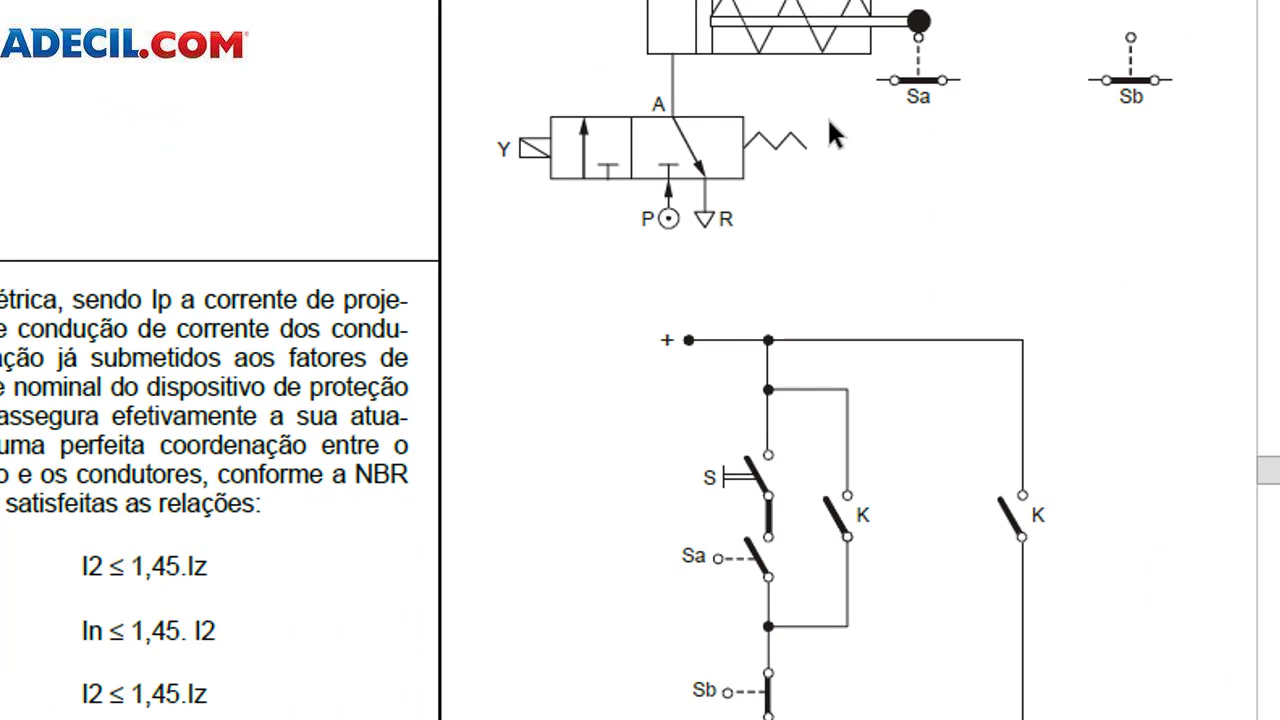 ADECIL.COM
Sa
Sb
A
Y
P
R
étrica, sendo Ip a corrente de proje-
e condução de corrente dos condu-
ação já submetidos aos fatores de
e nominal do dispositivo de proteção
assegura efetivamente a sua atua-
uma perfeita coordenação entre o
o e os condutores, conforme a NBR
satisfeitas as relações:
I2 ≤ 1,45.Iz
In ≤ 1,45. I2
I2 ≤ 1,45.Iz
+
S
K
K
Sa
Sb